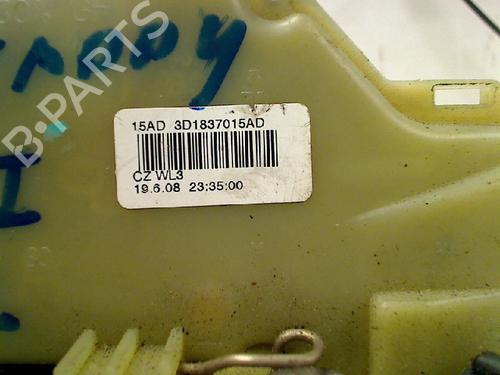 B-PARTS
15AD 3D1837015AD
CZ WL3
19.6.08 23:35:00